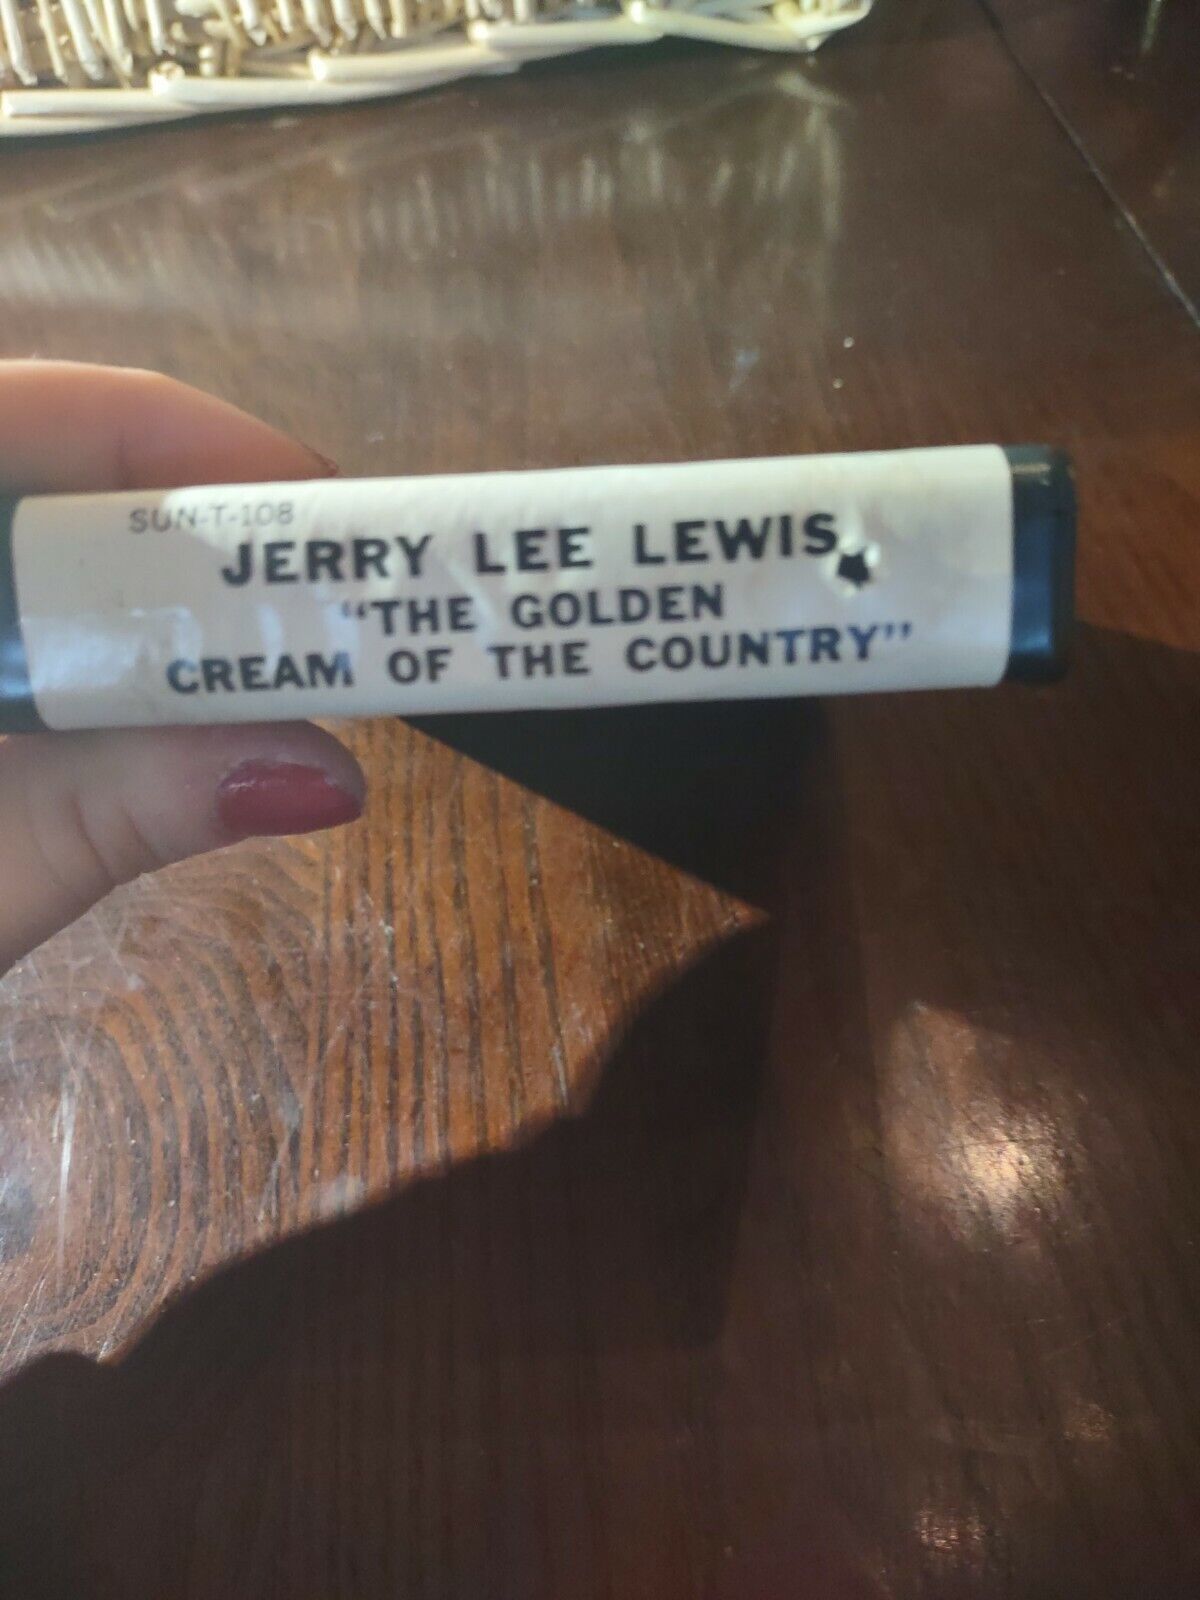 SUN-T-108
JERRY LEE LEWIS
"THE GOLDEN
CREAM OF THE COUNTRY"